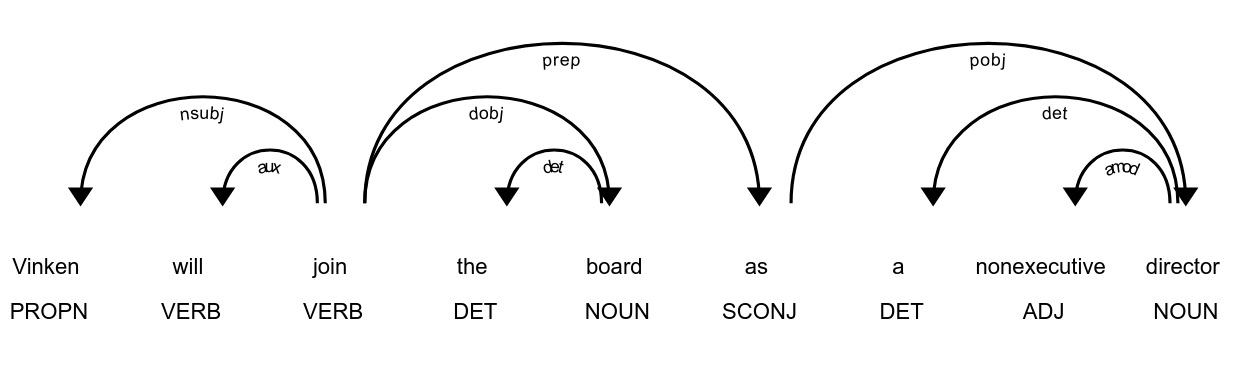 prep pobj
nsubj dobj det
aux det amod
Vinken will join the board as a nonexecutive director
PROPN VERB VERB DET NOUN SCONJ DET ADJ NOUN